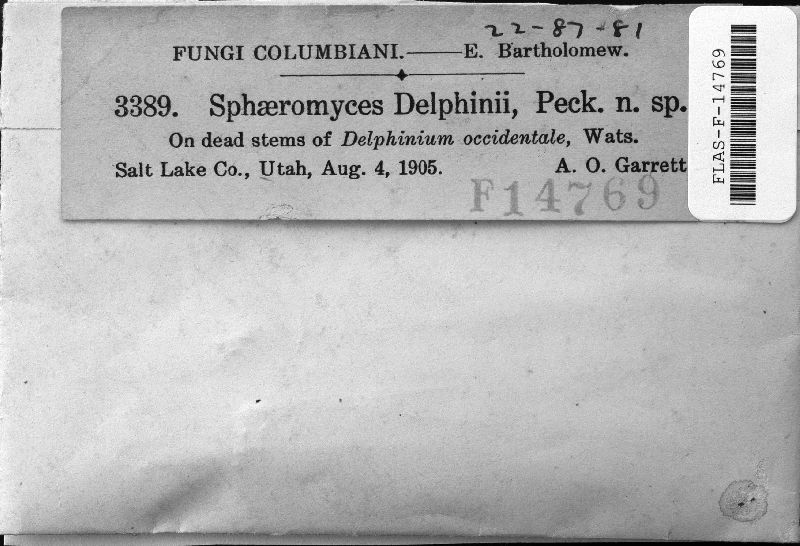 22-87-81
FUNGI COLUMBIANI.——E. Bartholomew.
3389. Sphæromyces Delphinii, Peck. n. sp.
On dead stems of Delphinium occidentale, Wats.
Salt Lake Co., Utah, Aug. 4, 1905. A. O. Garrett
F14769
FLAS-F-14769